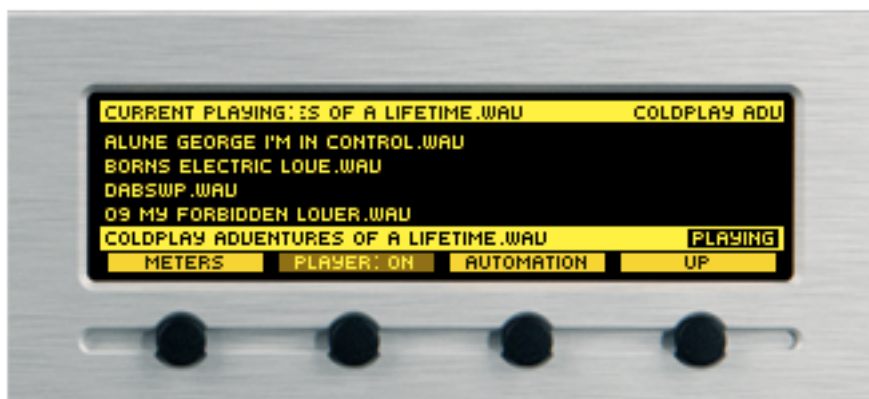 CURRENT PLAYING: ES OF A LIFETIME.WAV COLDPLAY ADV
ALUNE GEORGE I'M IN CONTROL.WAV
BORNS ELECTRIC LOVE.WAV
DABSWP.WAV
09 MY FORBIDDEN LOVER.WAV
COLDPLAY ADVENTURES OF A LIFETIME.WAV PLAYING
METERS PLAYER: ON AUTOMATION UP